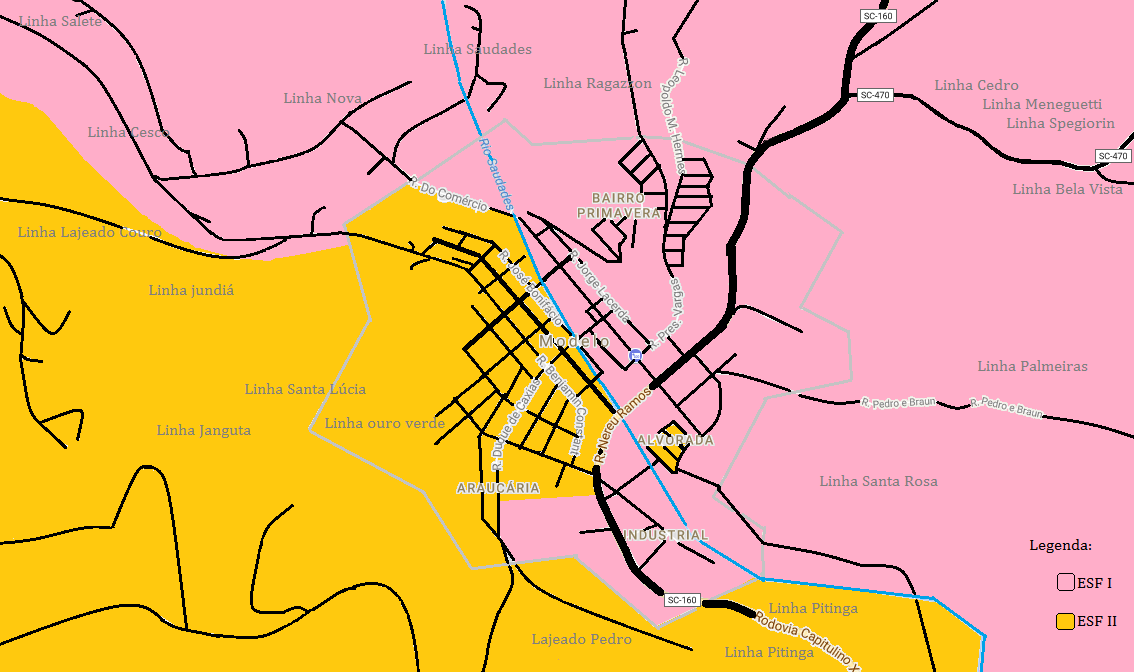 SC-160
Linha Salete
Linha Saudades
Linha Ragazzon
R. Leopoldo M. Hermes
Linha Cedro
SC-470
Linha Meneguetti
Linha Nova
Linha Spegiorin
Linha Cesco
SC-470
Rio Saudades
R. Do Comércio
Linha Bela Vista
BAIRRO
PRIMAVERA
Linha Lajeado Couro
R. José Bonifácio
R. Jorge Lacerda
Linha jundiá
R. Pres. Vargas
Modelo
Linha Palmeiras
Linha Santa Lúcia
R. Benjamin Constant
R. Duque de Caxias
R. Nereu Ramos
R. Pedro e Braun
R. Pedro e Braun
Linha ouro verde
Linha Janguta
ALVORADA
Linha Santa Rosa
ARAUCÁRIA
INDUSTRIAL
Legenda:
ESF I
SC-160
Linha Pitinga
ESF II
Rodovia Capitulino X
Lajeado Pedro
Linha Pitinga